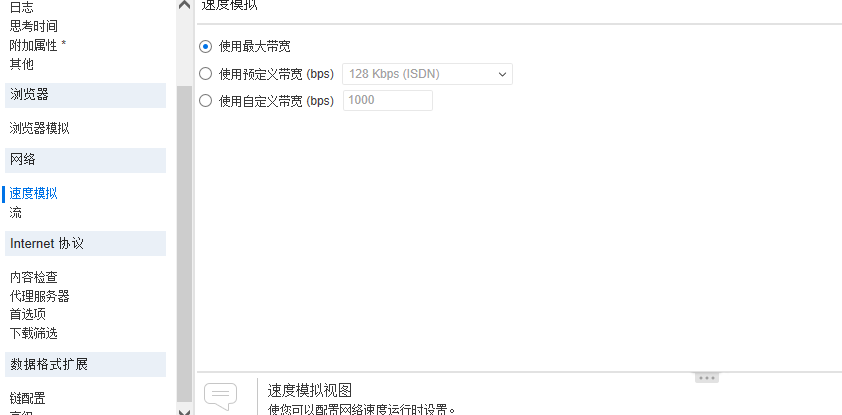 日志
思考时间
附加属性 *
其他
浏览器
浏览器模拟
网络
速度模拟
流
Internet 协议
内容检查
代理服务器
首选项
下载筛选
数据格式扩展
链配置
高级
速度模拟
使用最大带宽
使用预定义带宽 (bps) 128 Kbps (ISDN)
使用自定义带宽 (bps) 1000
速度模拟视图
使您可以配置网络速度运行时设置。